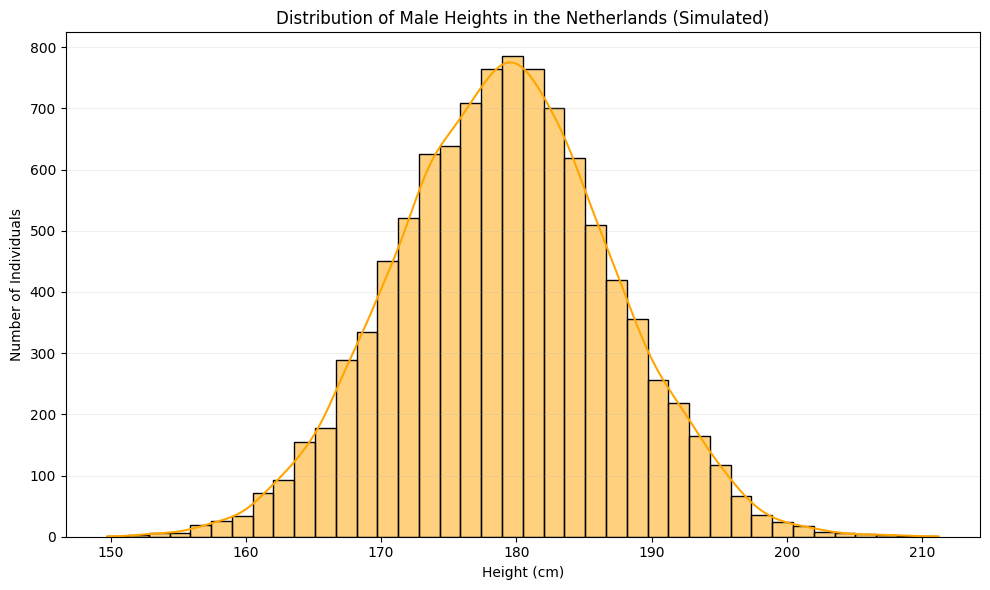 Distribution of Male Heights in the Netherlands (Simulated)
800
700
600
500
400
300
200
100
0
Number of Individuals
150 160 170 180 190 200 210
Height (cm)